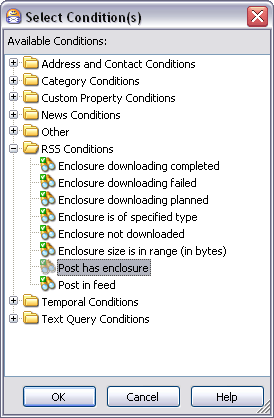 Select Condition(s)
Available Conditions:
Address and Contact Conditions
Category Conditions
Custom Property Conditions
News Conditions
Other
RSS Conditions
Enclosure downloading completed
Enclosure downloading failed
Enclosure downloading planned
Enclosure is of specified type
Enclosure not downloaded
Enclosure size is in range (in bytes)
Post has enclosure
Post in feed
Temporal Conditions
Text Query Conditions
OK Cancel Help